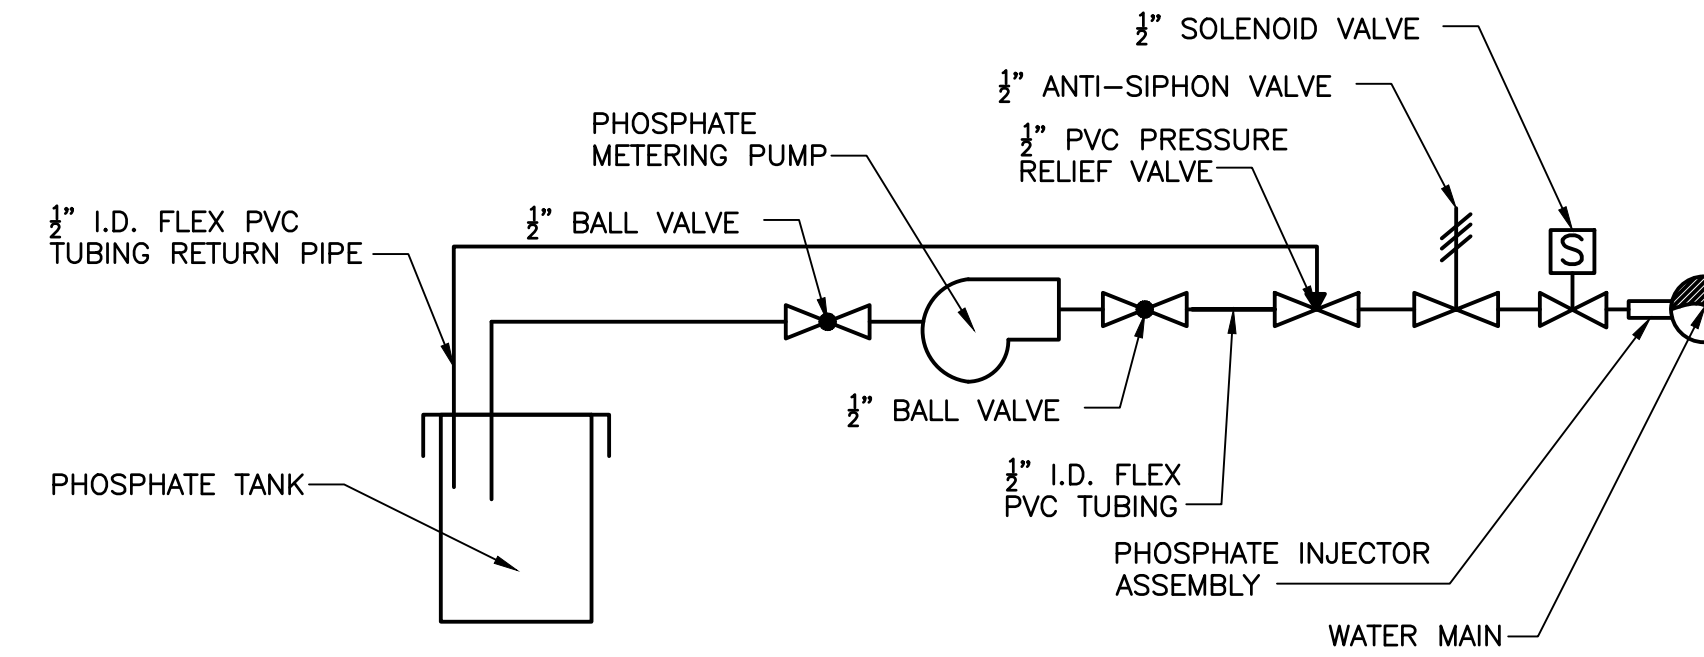 ½" SOLENOID VALVE
½" ANTI-SIPHON VALVE
PHOSPHATE
METERING PUMP
½" PVC PRESSURE
RELIEF VALVE
½" I.D. FLEX PVC
TUBING RETURN PIPE
½" BALL VALVE
S
½" BALL VALVE
½" I.D. FLEX
PVC TUBING
PHOSPHATE TANK
PHOSPHATE INJECTOR
ASSEMBLY
WATER MAIN